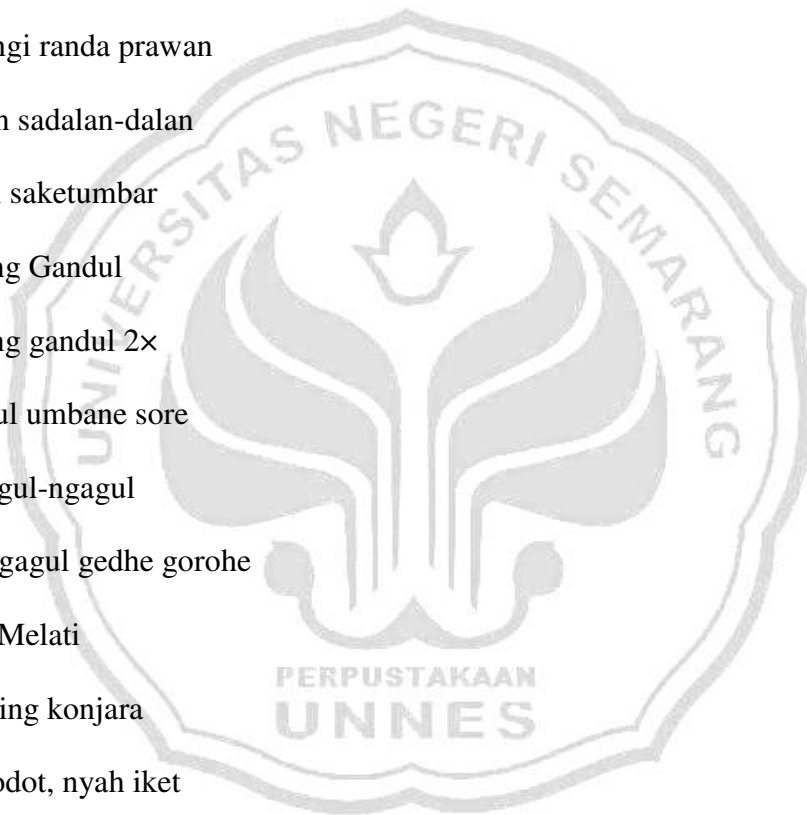 ngi randa prawan
n sadalan-dalan
saketumbar
ng Gandul
ng gandul 2×
ul umbane sore
gul-ngagul
gagul gedhe gorohe
Melati
ing konjara
odot, nyah iket
UNIVERSITAS NEGERI SEMARANG
PERPUSTAKAAN
UNNES